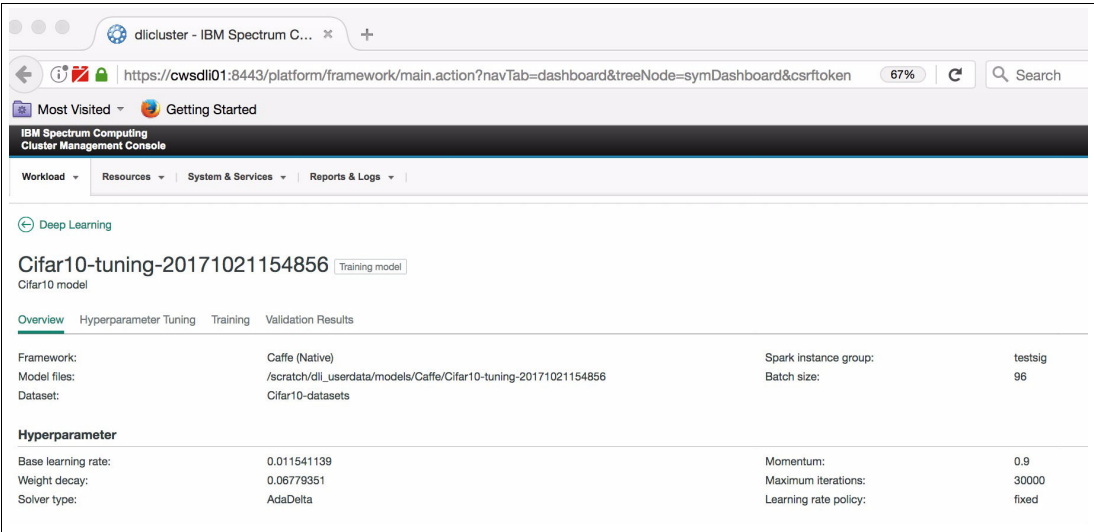 dlicluster - IBM Spectrum C... × +
https://cwsdli01:8443/platform/framework/main.action?navTab=dashboard&treeNode=symDashboard&csrftoken 67% Search
Most Visited Getting Started
IBM Spectrum Computing
Cluster Management Console
Workload Resources System & Services Reports & Logs
Deep Learning
Cifar10-tuning-20171021154856 Training model
Cifar10 model
Overview Hyperparameter Tuning Training Validation Results
Framework: Caffe (Native) Spark instance group: testsig
Model files: /scratch/dli_userdata/models/Caffe/Cifar10-tuning-20171021154856 Batch size: 96
Dataset: Cifar10-datasets
Hyperparameter
Base learning rate: 0.011541139 Momentum: 0.9
Weight decay: 0.06779351 Maximum iterations: 30000
Solver type: AdaDelta Learning rate policy: fixed